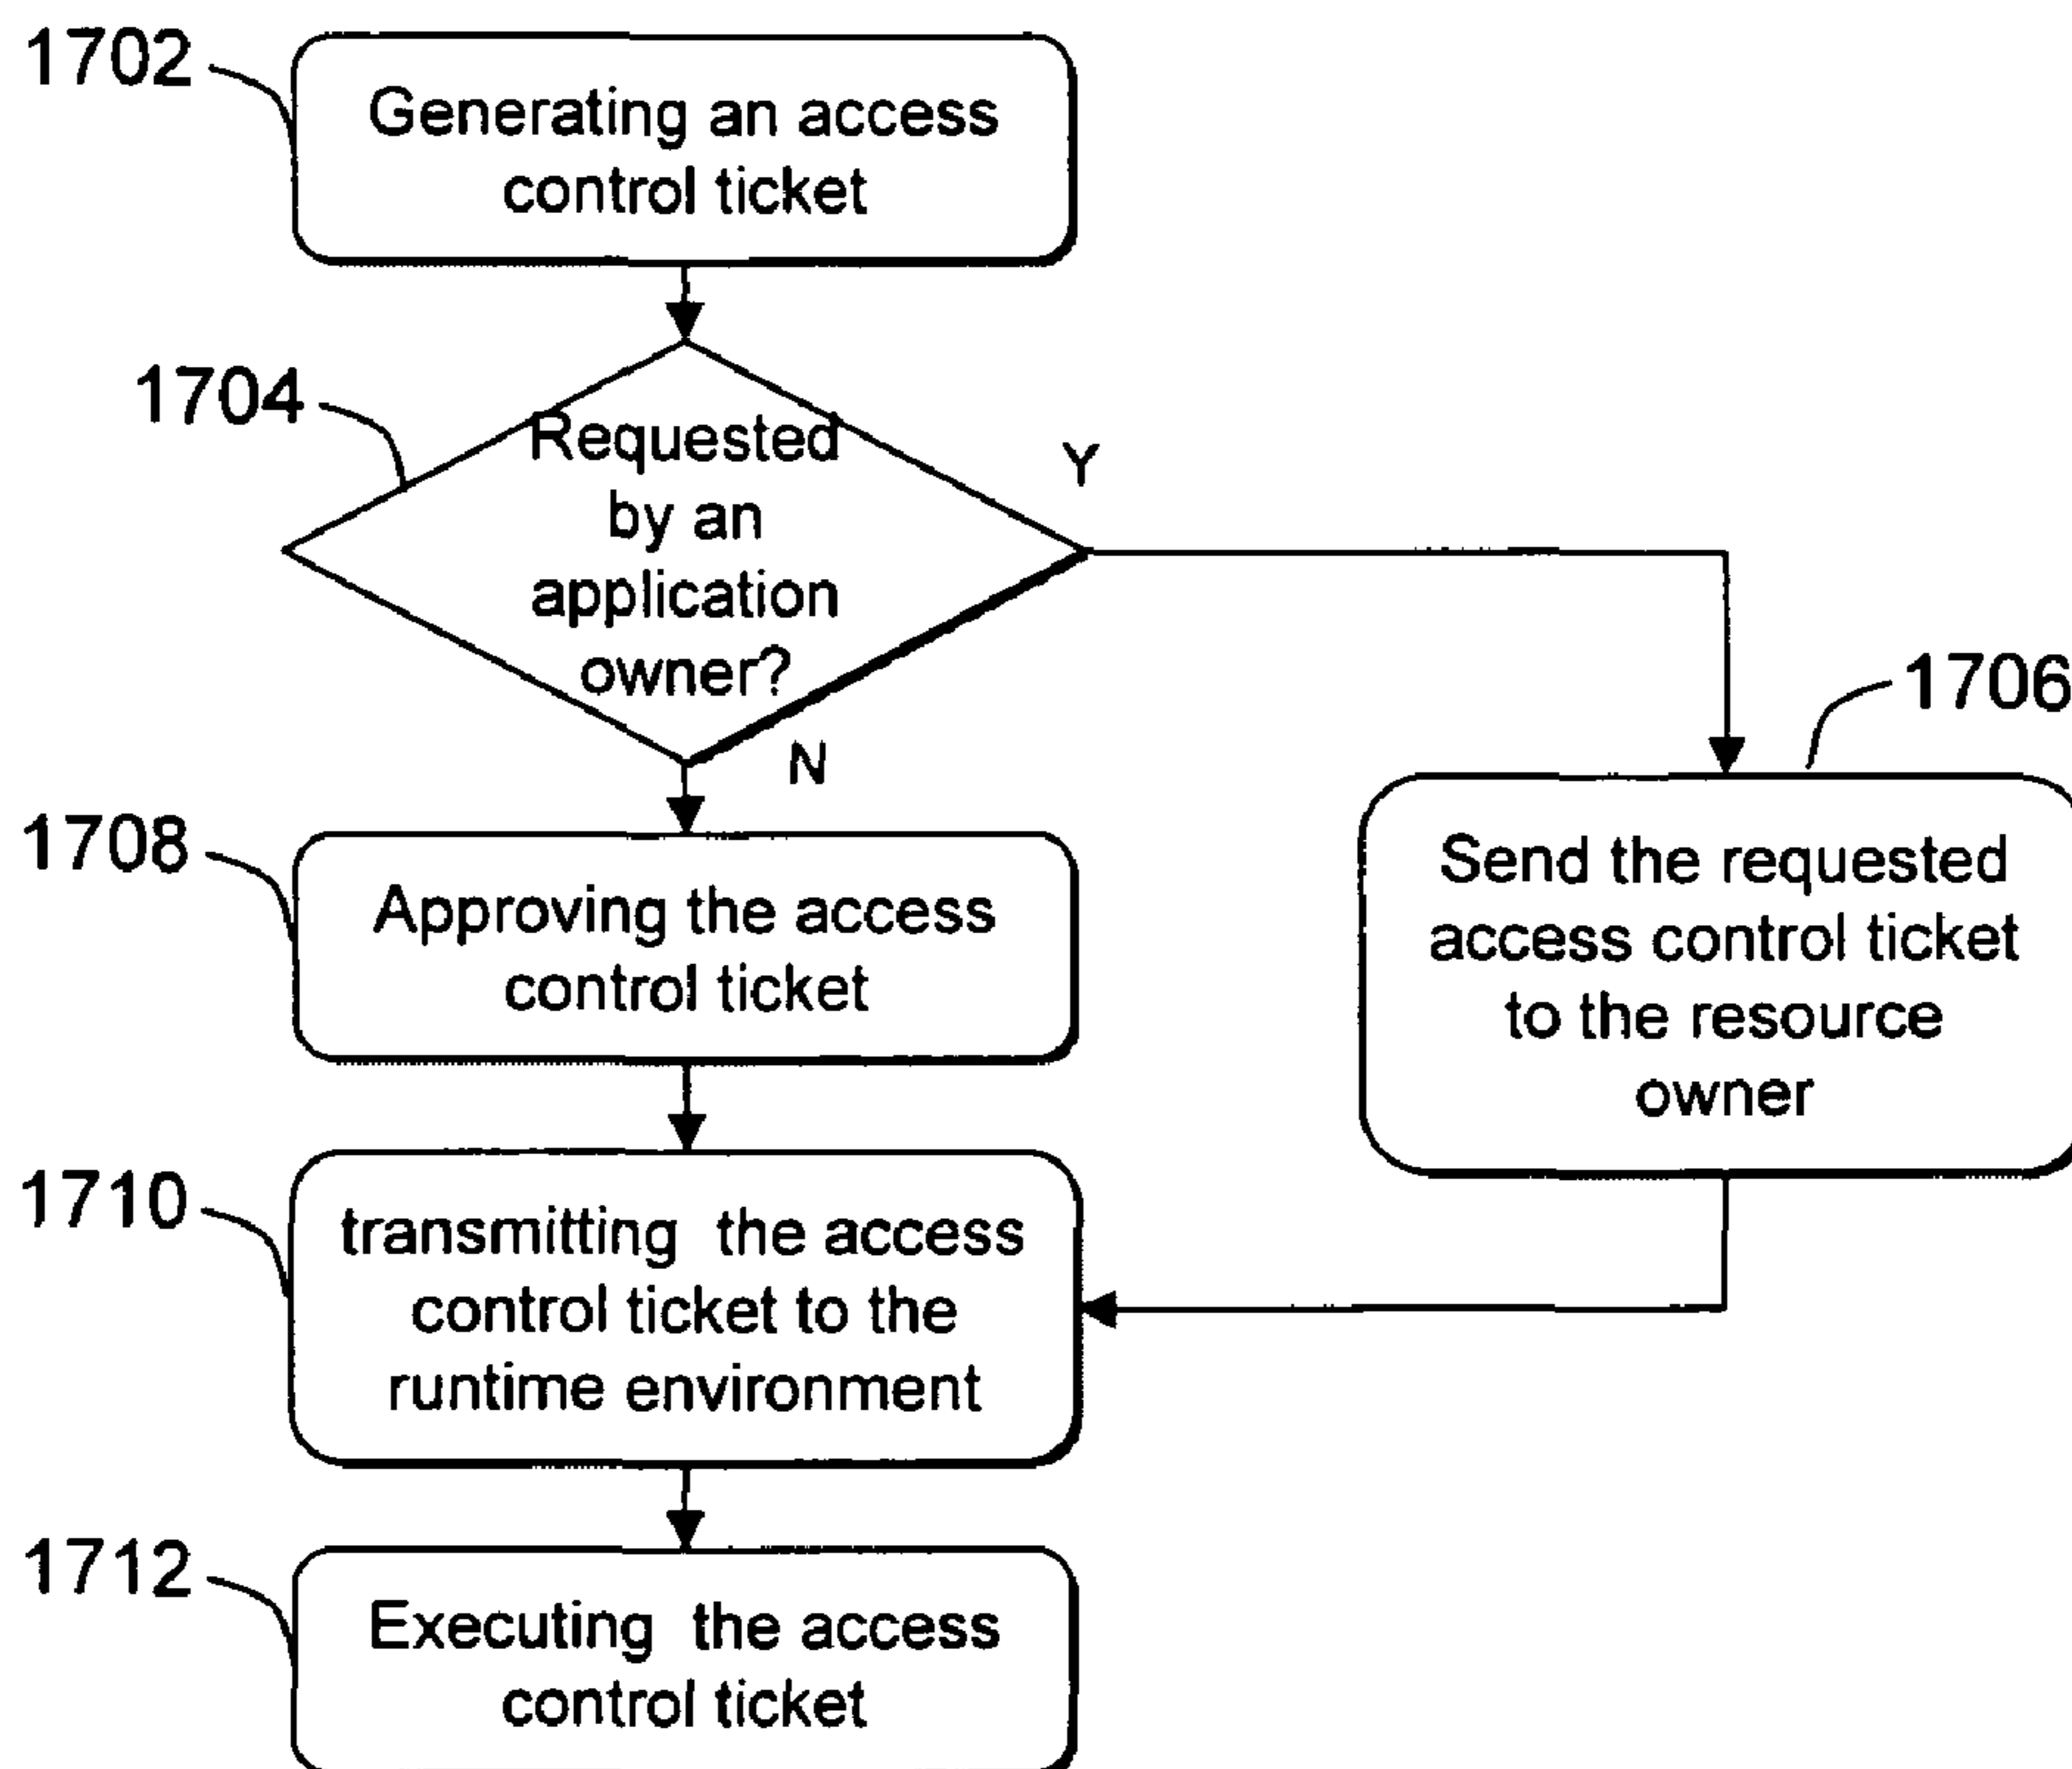 1702
Generating an access
control ticket
1704
Requested
by an
application
owner?
Y
N
1706
Send the requested
access control ticket
to the resource
owner
1708
Approving the access
control ticket
1710
transmitting the access
control ticket to the
runtime environment
1712
Executing the access
control ticket